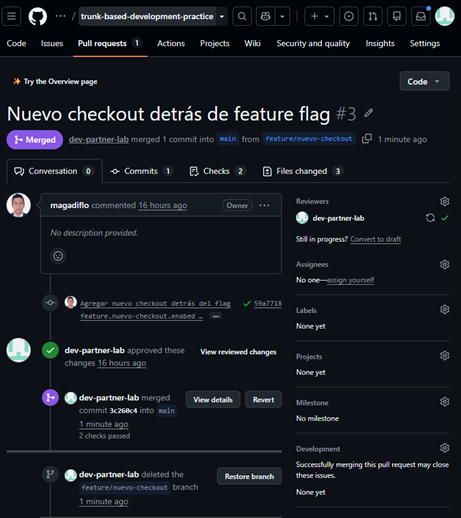 trunk-based-development-practice
Code Issues Pull requests 1 Actions Projects Wiki Security and quality Insights Settings
Try the Overview page
Code
Nuevo checkout detrás de feature flag #3
Merged dev-partner-lab merged 1 commit into main from feature/nuevo-checkout 1 minute ago
Conversation 0 Commits 1 Checks 2 Files changed 3
magadiflo commented 16 hours ago Owner ...
No description provided.
Agregar nuevo checkout detrás del flag 59a7718
feature.nuevo-checkout.enabed … ...
dev-partner-lab approved these
changes 16 hours ago
View reviewed changes
dev-partner-lab merged
commit 3c260c4 into main
1 minute ago
2 checks passed
View details
Revert
dev-partner-lab deleted the
feature/nuevo-checkout branch
1 minute ago
Restore branch
Reviewers
dev-partner-lab
Still in progress? Convert to draft
Assignees
No one—assign yourself
Labels
None yet
Projects
None yet
Milestone
No milestone
Development
Successfully merging this pull request may close
these issues.
None yet